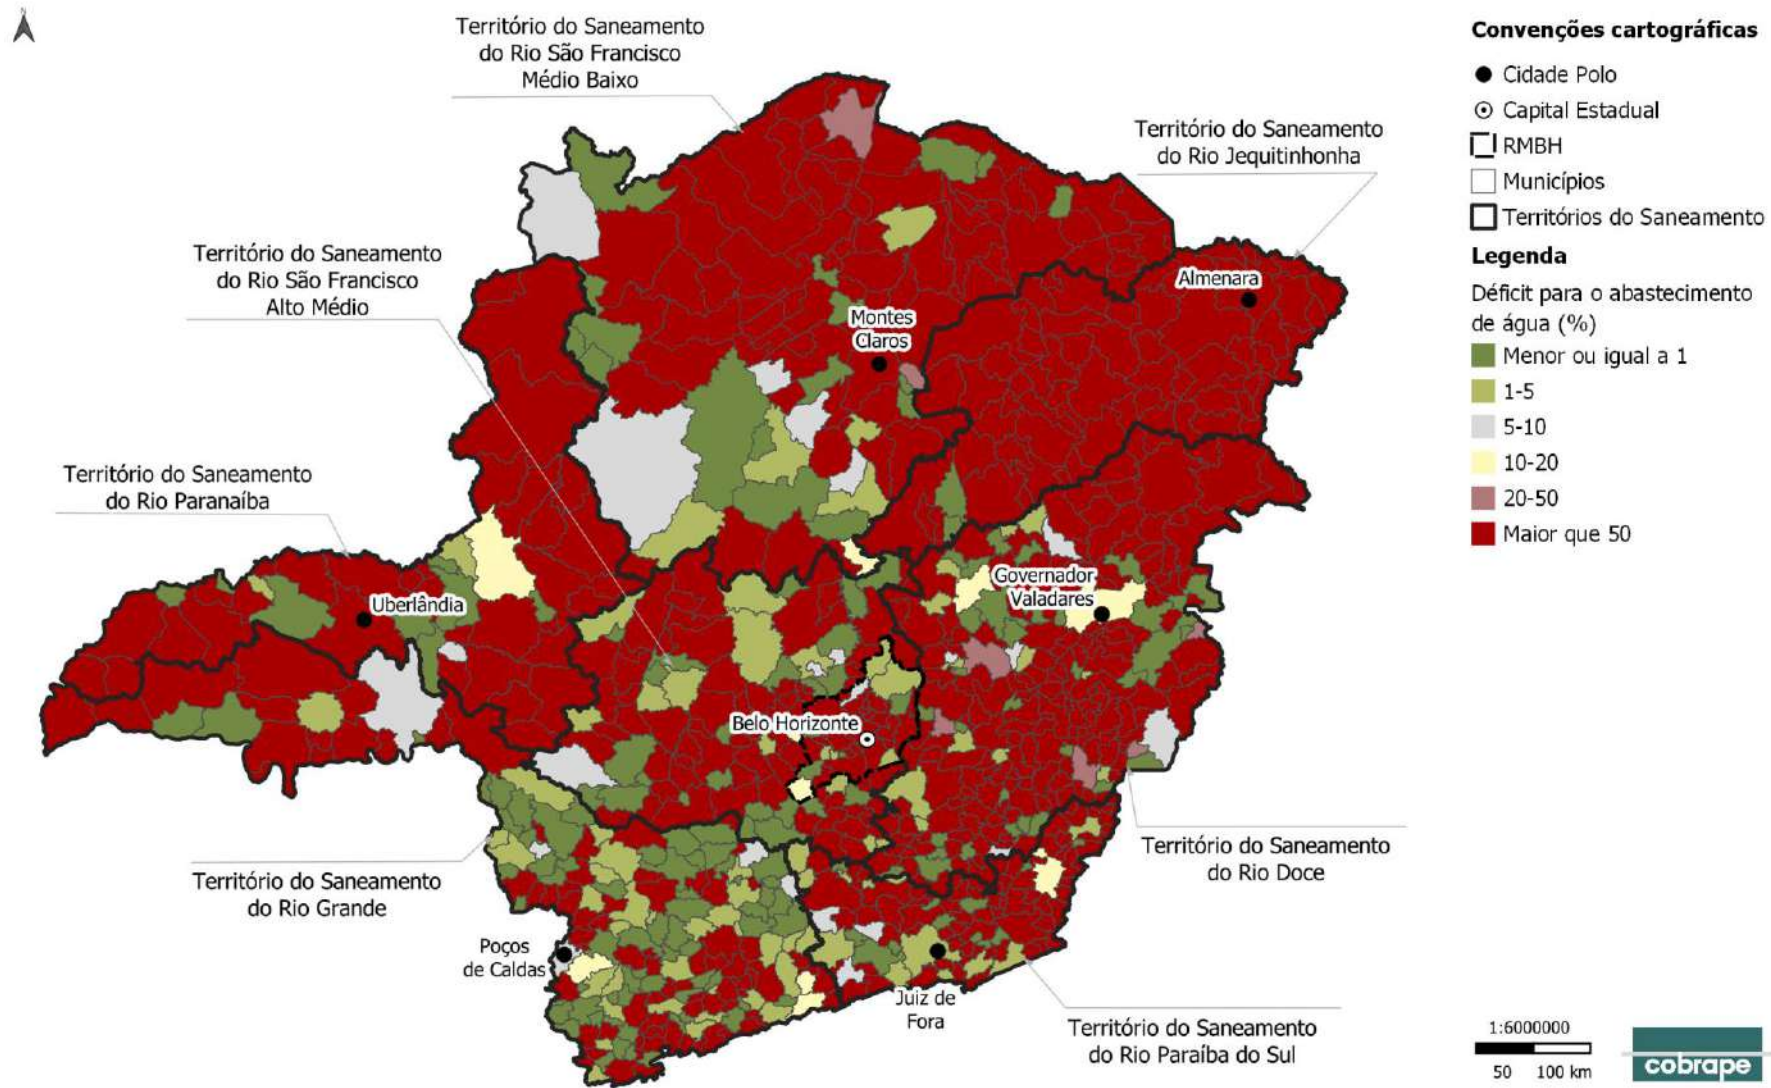 N
Território do Saneamento
do Rio São Francisco
Médio Baixo
Território do Saneamento
do Rio Jequitinhonha
Território do Saneamento
do Rio São Francisco
Alto Médio
Almenara
Montes
Claros
Território do Saneamento
do Rio Paranaíba
Governador
Valadares
Uberlândia
Belo Horizonte
Território do Saneamento
do Rio Doce
Território do Saneamento
do Rio Grande
Poços
de Caldas
Juiz de
Fora
Território do Saneamento
do Rio Paraíba do Sul
Convenções cartográficas
Cidade Polo
Capital Estadual
RMBH
Municípios
Territórios do Saneamento
Legenda
Déficit para o abastecimento
de água (%)
Menor ou igual a 1
1-5
5-10
10-20
20-50
Maior que 50
1:6000000
50 100 km
cobrape